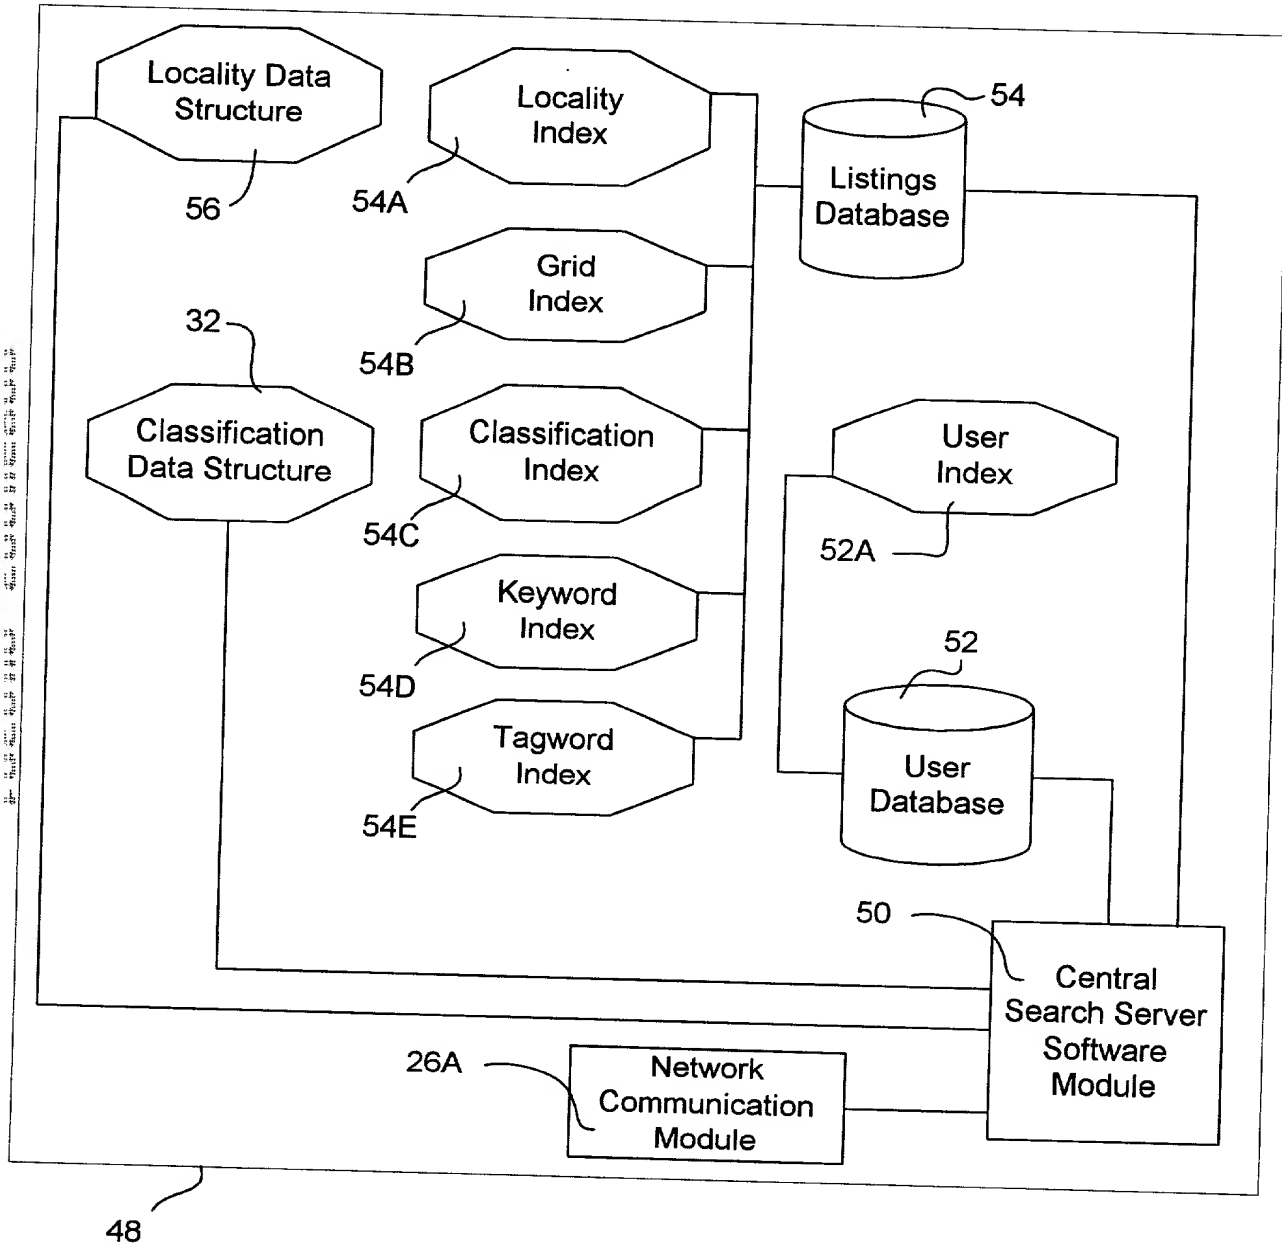 Locality Data
Structure
56
Locality
Index
54A
54
Listings
Database
Grid
Index
54B
32
Classification
Data Structure
Classification
Index
54C
User
Index
52A
Keyword
Index
54D
52
Tagword
Index
54E
User
Database
50
Central
Search Server
Software
Module
26A
Network
Communication
Module
48